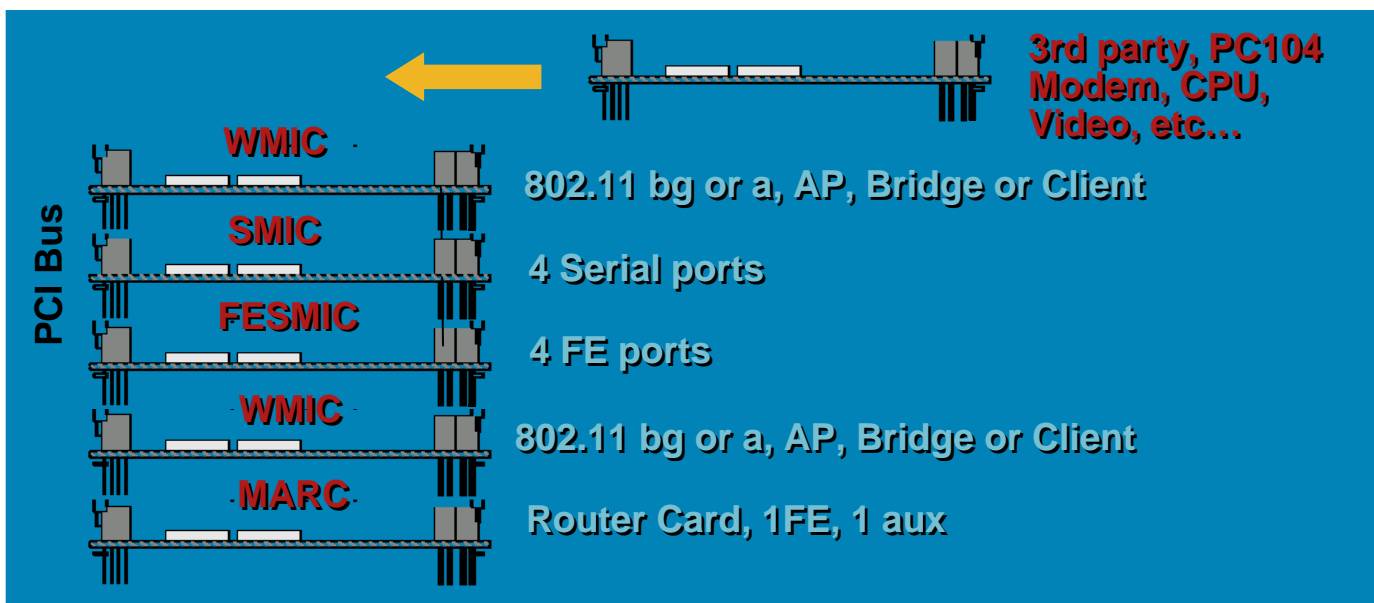 3rd party, PC104
Modem, CPU,
Video, etc…
WMIC
802.11 bg or a, AP, Bridge or Client
SMIC
4 Serial ports
FESMIC
4 FE ports
WMIC
802.11 bg or a, AP, Bridge or Client
MARC
Router Card, 1FE, 1 aux
PCI Bus